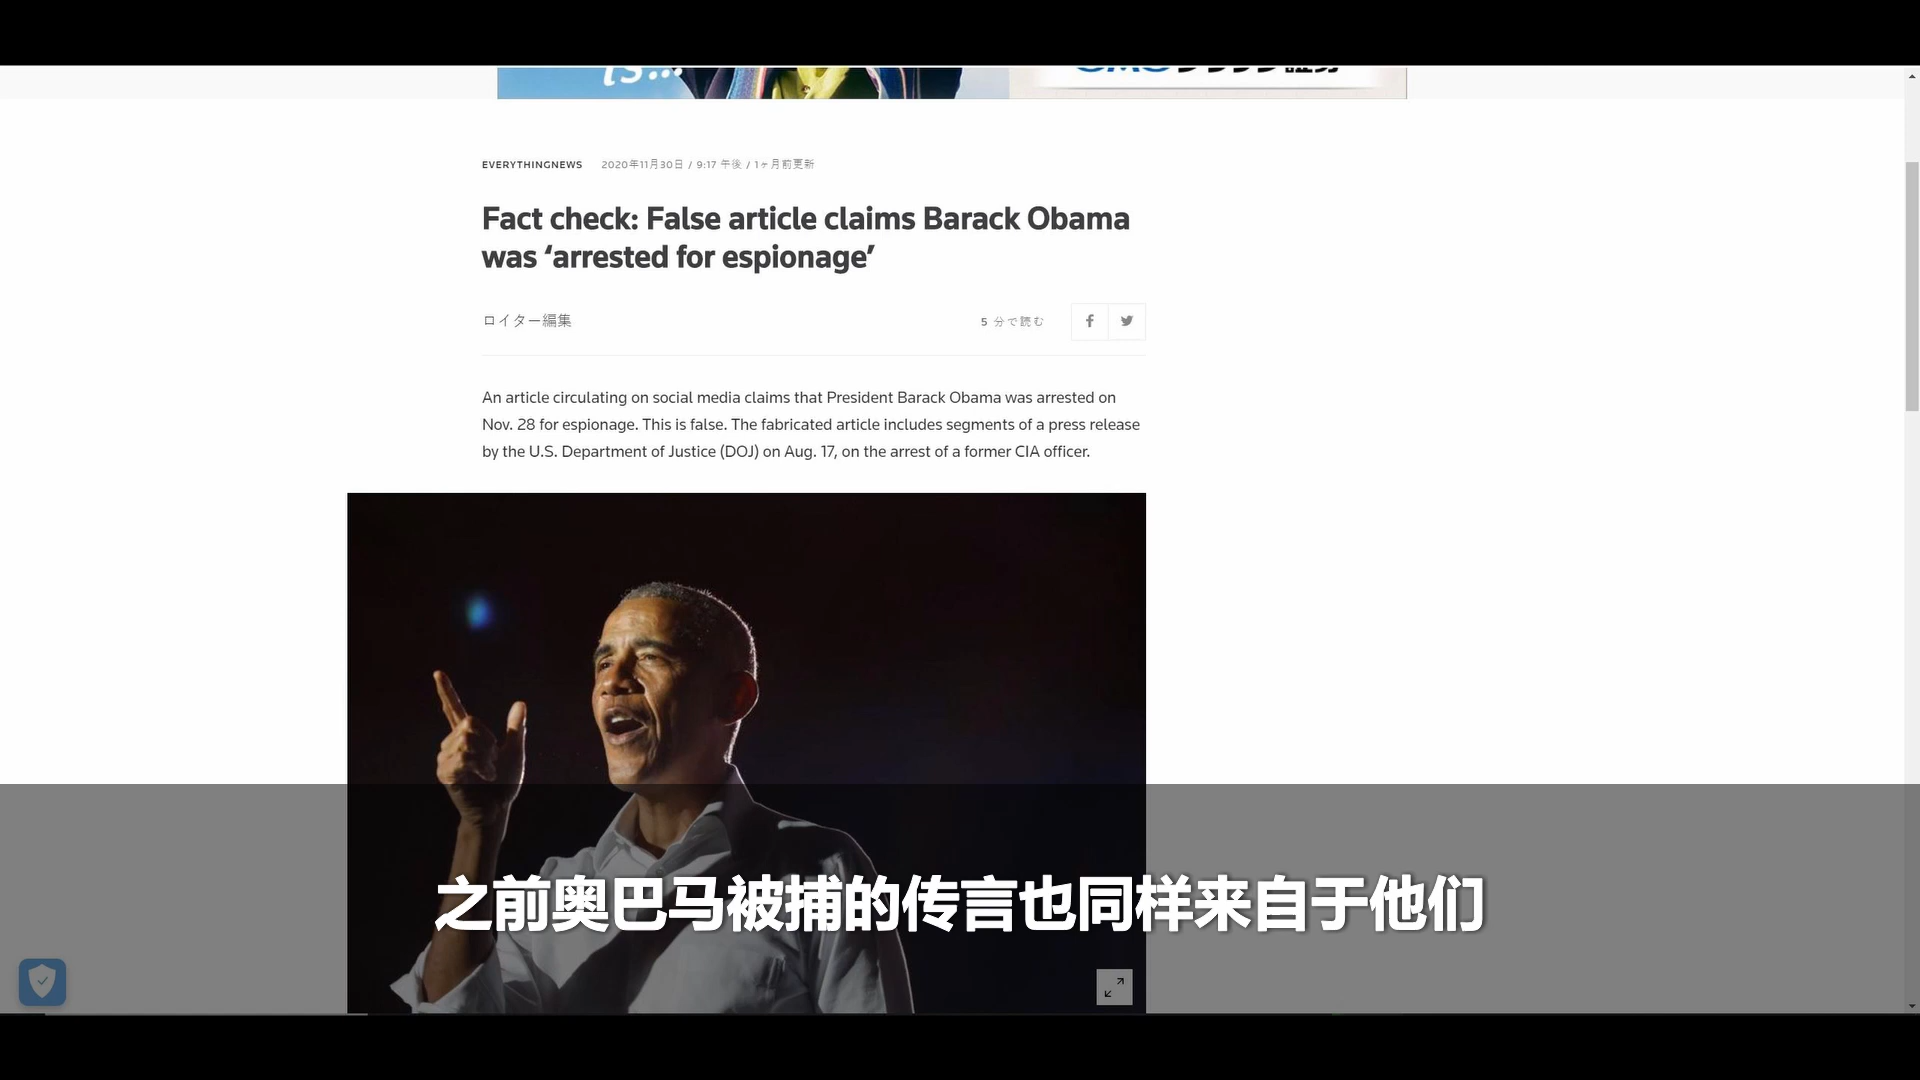 is...
EVERYTHINGNEWS 2020年11月30日 / 9:17 午後 / 1ヶ月前更新
Fact check: False article claims Barack Obama
was ‘arrested for espionage’
ロイター編集
5 分で読む
An article circulating on social media claims that President Barack Obama was arrested on
Nov. 28 for espionage. This is false. The fabricated article includes segments of a press release
by the U.S. Department of Justice (DOJ) on Aug. 17, on the arrest of a former CIA officer.
之前奥巴马被捕的传言也同样来自于他们